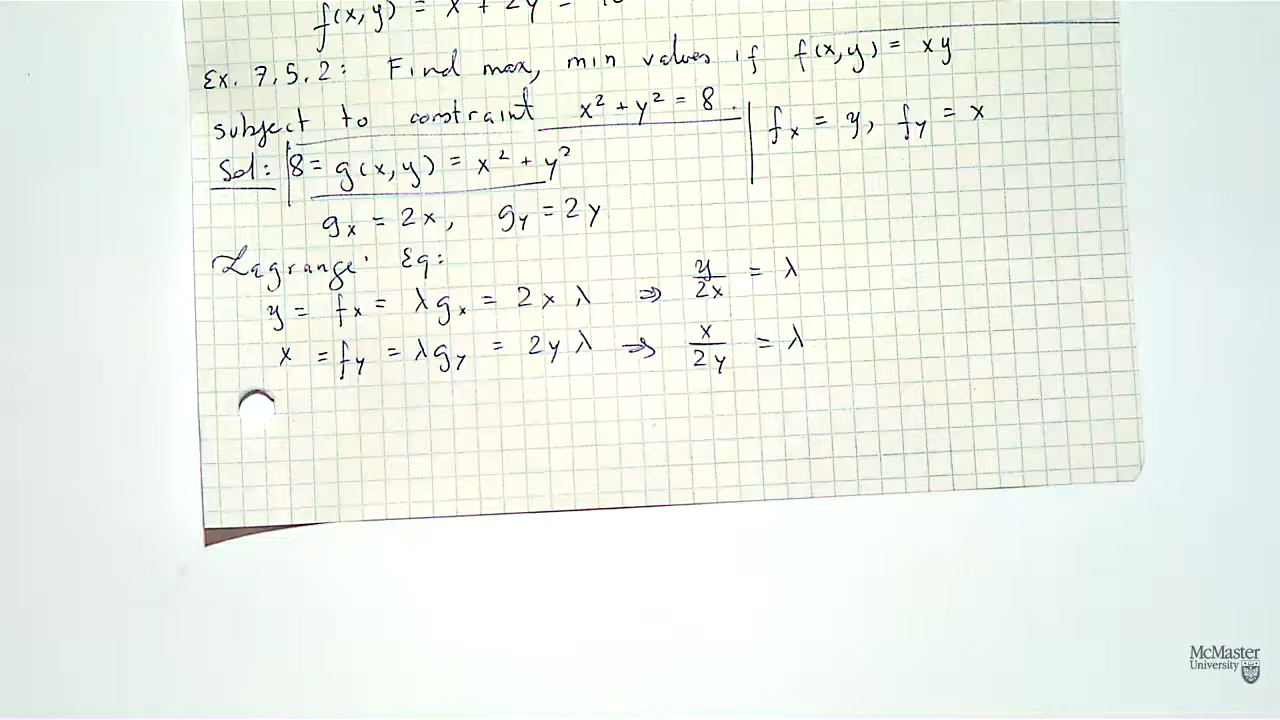 f(x,y) = x + 2y - 10
Ex. 7.5.2: Find max, min values if f(x,y) = xy
subject to constraint x² + y² = 8. | fx = y, fy = x
Sol: 8 = g(x,y) = x² + y²
gx = 2x, gy = 2y
Lagrange' Eq:
y = fx = λgx = 2xλ ⇒ y/2x = λ
x = fy = λgy = 2yλ ⇒ x/2y = λ
McMaster
University